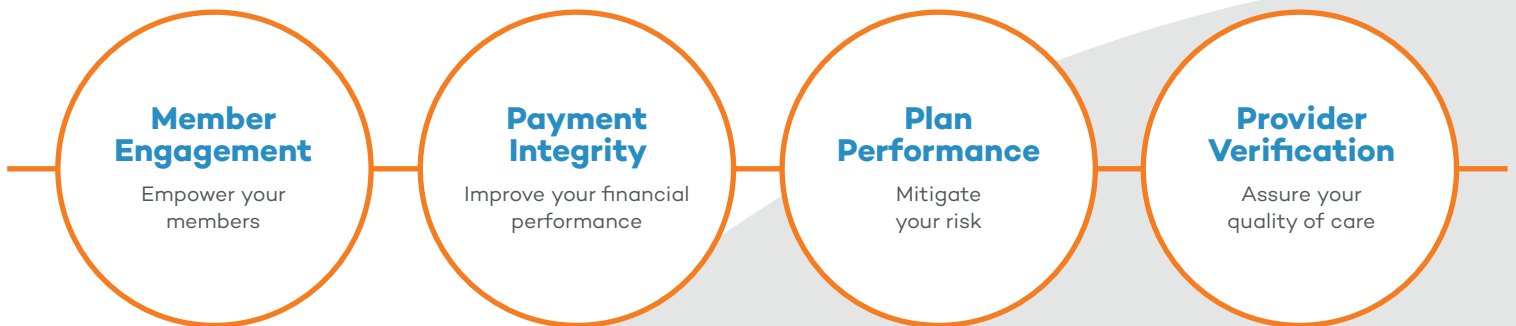 Member
Engagement
Empower your
members
Payment
Integrity
Improve your financial
performance
Plan
Performance
Mitigate
your risk
Provider
Verification
Assure your
quality of care